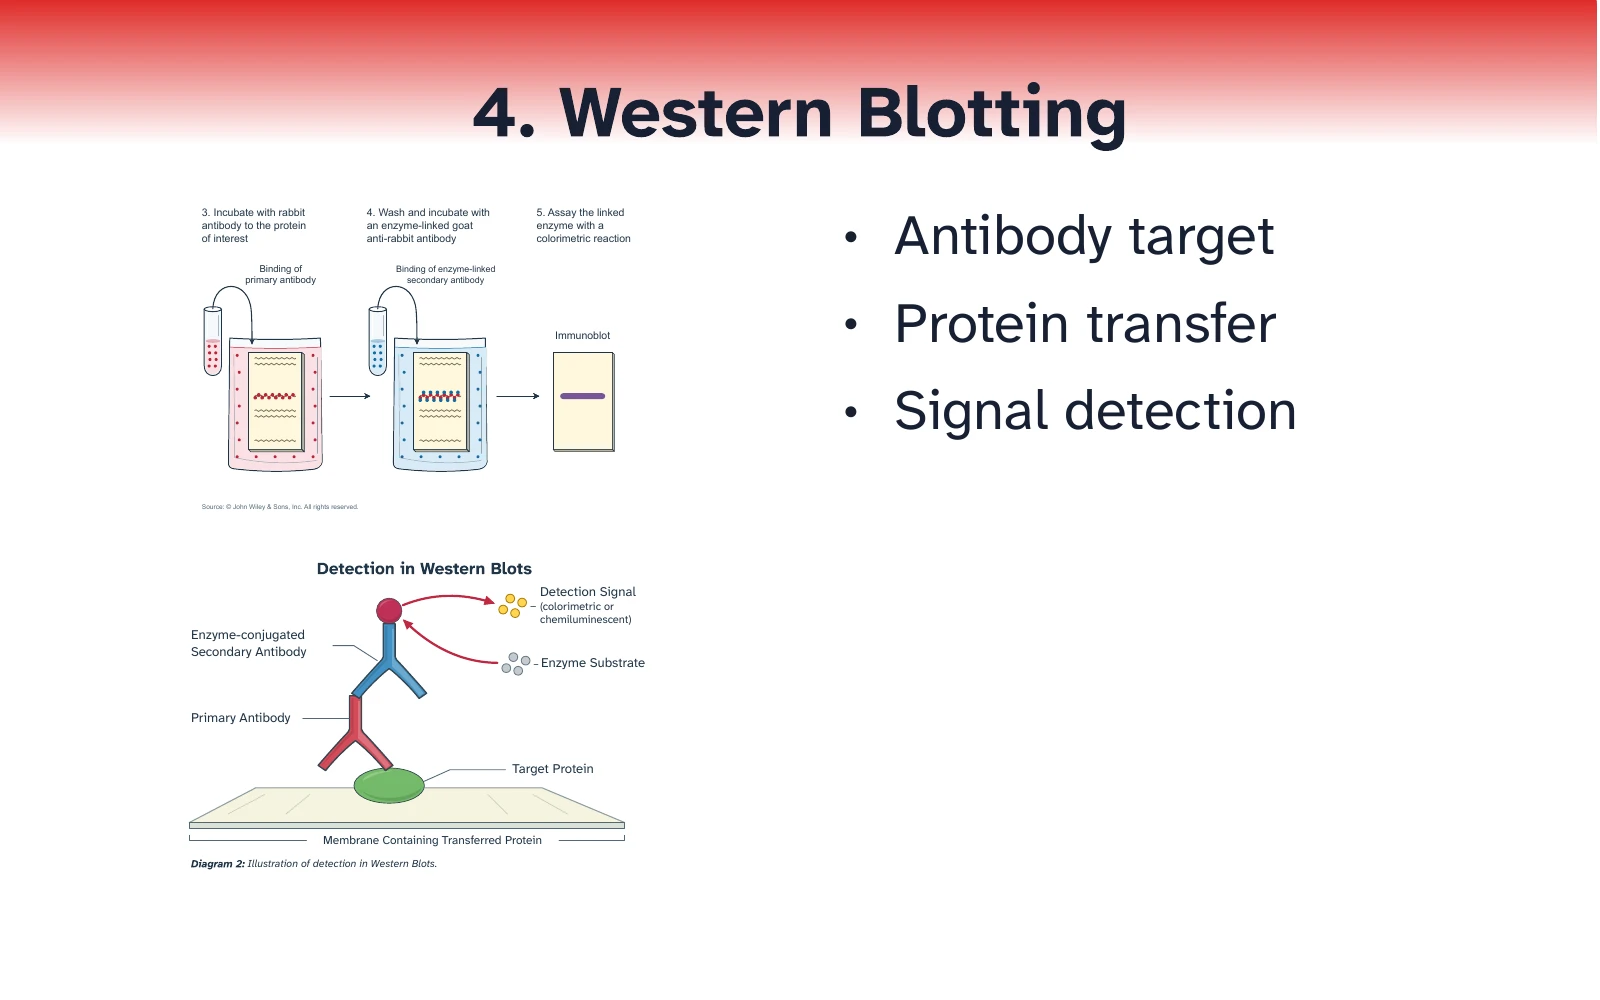 4. Western Blotting
3. Incubate with rabbit
antibody to the protein
of interest
4. Wash and incubate with
an enzyme-linked goat
anti-rabbit antibody
5. Assay the linked
enzyme with a
colorimetric reaction
Binding of
primary antibody
Binding of enzyme-linked
secondary antibody
Immunoblot
Source: © John Wiley & Sons, Inc. All rights reserved.
Detection in Western Blots
Detection Signal
(colorimetric or
chemiluminescent)
Enzyme-conjugated
Secondary Antibody
Enzyme Substrate
Primary Antibody
Target Protein
Membrane Containing Transferred Protein
Diagram 2: Illustration of detection in Western Blots.
• Antibody target
• Protein transfer
• Signal detection